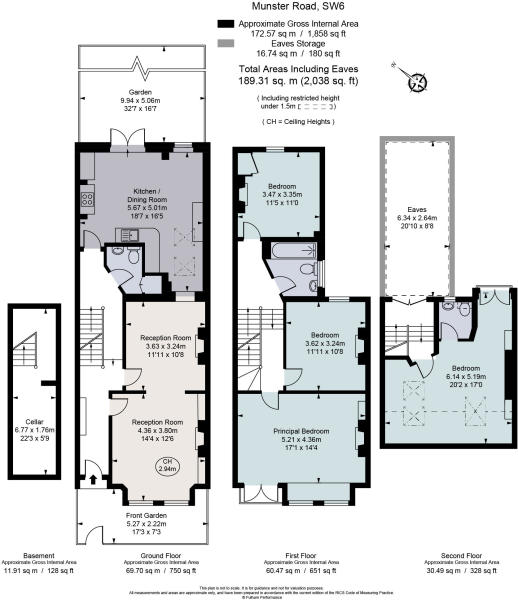 Munster Road, SW6
Approximate Gross Internal Area
172.57 sq m / 1,858 sq ft
Eaves Storage
16.74 sq m / 180 sq ft
Total Areas Including Eaves
189.31 sq. m (2,038 sq. ft)
( Including restricted height
under 1.5m [ ] )
( CH = Ceiling Heights )
N
Garden
9.94 x 5.06m
32'7 x 16'7
Kitchen /
Dining Room
5.67 x 5.01m
18'7 x 16'5
Bedroom
3.47 x 3.35m
11'5 x 11'0
Eaves
6.34 x 2.64m
20'10 x 8'8
Reception Room
3.63 x 3.24m
11'11 x 10'8
Bedroom
3.62 x 3.24m
11'11 x 10'8
Bedroom
6.14 x 5.19m
20'2 x 17'0
Cellar
6.77 x 1.76m
22'3 x 5'9
Reception Room
4.36 x 3.80m
14'4 x 12'6
CH
2.94m
Principal Bedroom
5.21 x 4.36m
17'1 x 14'4
Front Garden
5.27 x 2.22m
17'3 x 7'3
Basement
Approximate Gross Internal Area
11.91 sq m / 128 sq ft
Ground Floor
Approximate Gross Internal Area
69.70 sq m / 750 sq ft
First Floor
Approximate Gross Internal Area
60.47 sq m / 651 sq ft
Second Floor
Approximate Gross Internal Area
30.49 sq m / 328 sq ft
This plan is not to scale. It is for guidance and not for valuation purposes.
All measurements and areas are approximate only, and have been prepared in accordance with the current edition of the RICS Code of Measuring Practice.
© Fulham Performance